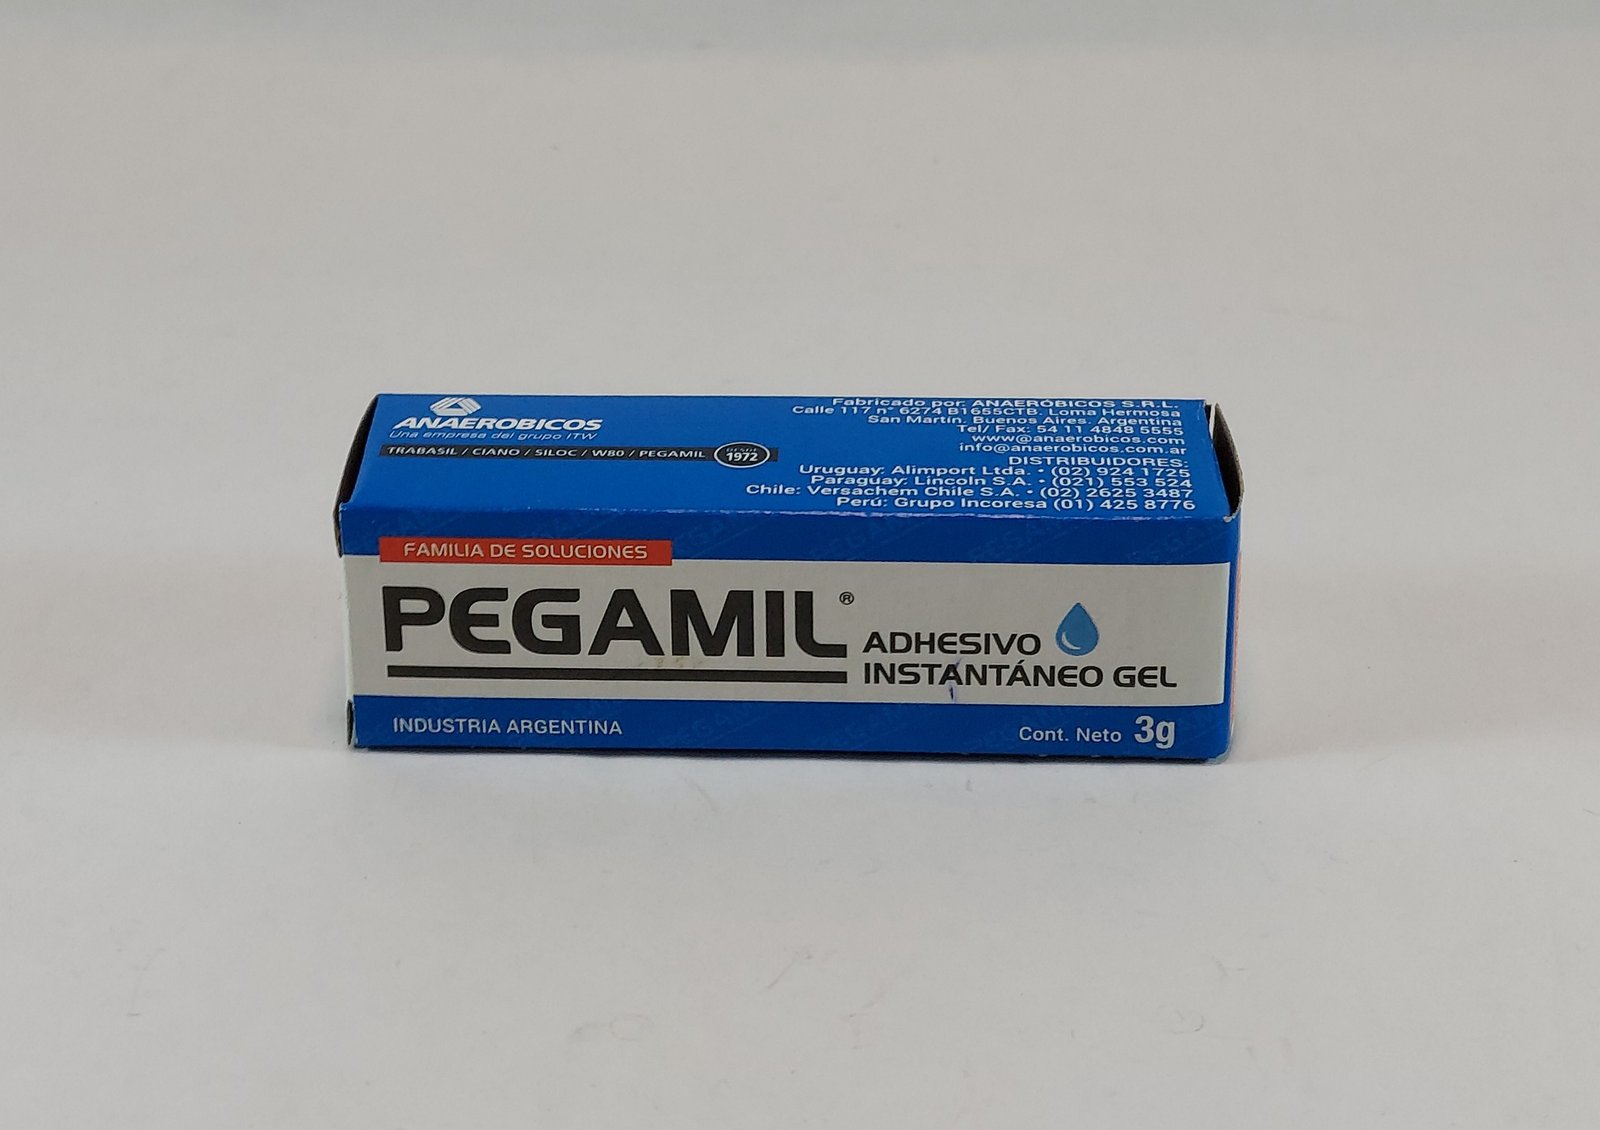 ANAEROBICOS
Una empresa del grupo ITW
TRABASIL / CIANO / SILOC / W80 / PEGAMIL
DESDE
1972
Fabricado por: ANAERÓBICOS S.R.L.
Calle 117 n° 6274 B1655CTB. Loma Hermosa
San Martín. Buenos Aires. Argentina
Tel/ Fax: 54 11 4848 5555
www@anaerobicos.com
info@anaerobicos.com.ar
DISTRIBUIDORES:
Uruguay: Alimport Ltda. • (02) 924 1725
Paraguay: Lincoln S.A. • (021) 553 524
Chile: Versachem Chile S.A. • (02) 2625 3487
Perú: Grupo Incoresa (01) 425 8776
FAMILIA DE SOLUCIONES
PEGAMIL®
ADHESIVO
INSTANTÁNEO GEL
INDUSTRIA ARGENTINA
Cont. Neto 3g